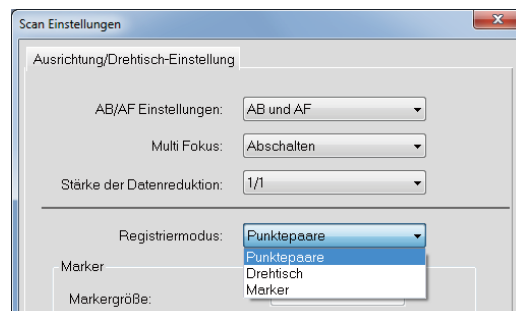 Scan Einstellungen
Ausrichtung/Drehtisch-Einstellung
AB/AF Einstellungen: AB und AF
Multi Fokus: Abschalten
Stärke der Datenreduktion: 1/1
Registriermodus: Punktepaare
Punktepaare
Drehtisch
Marker
Marker
Markergröße: